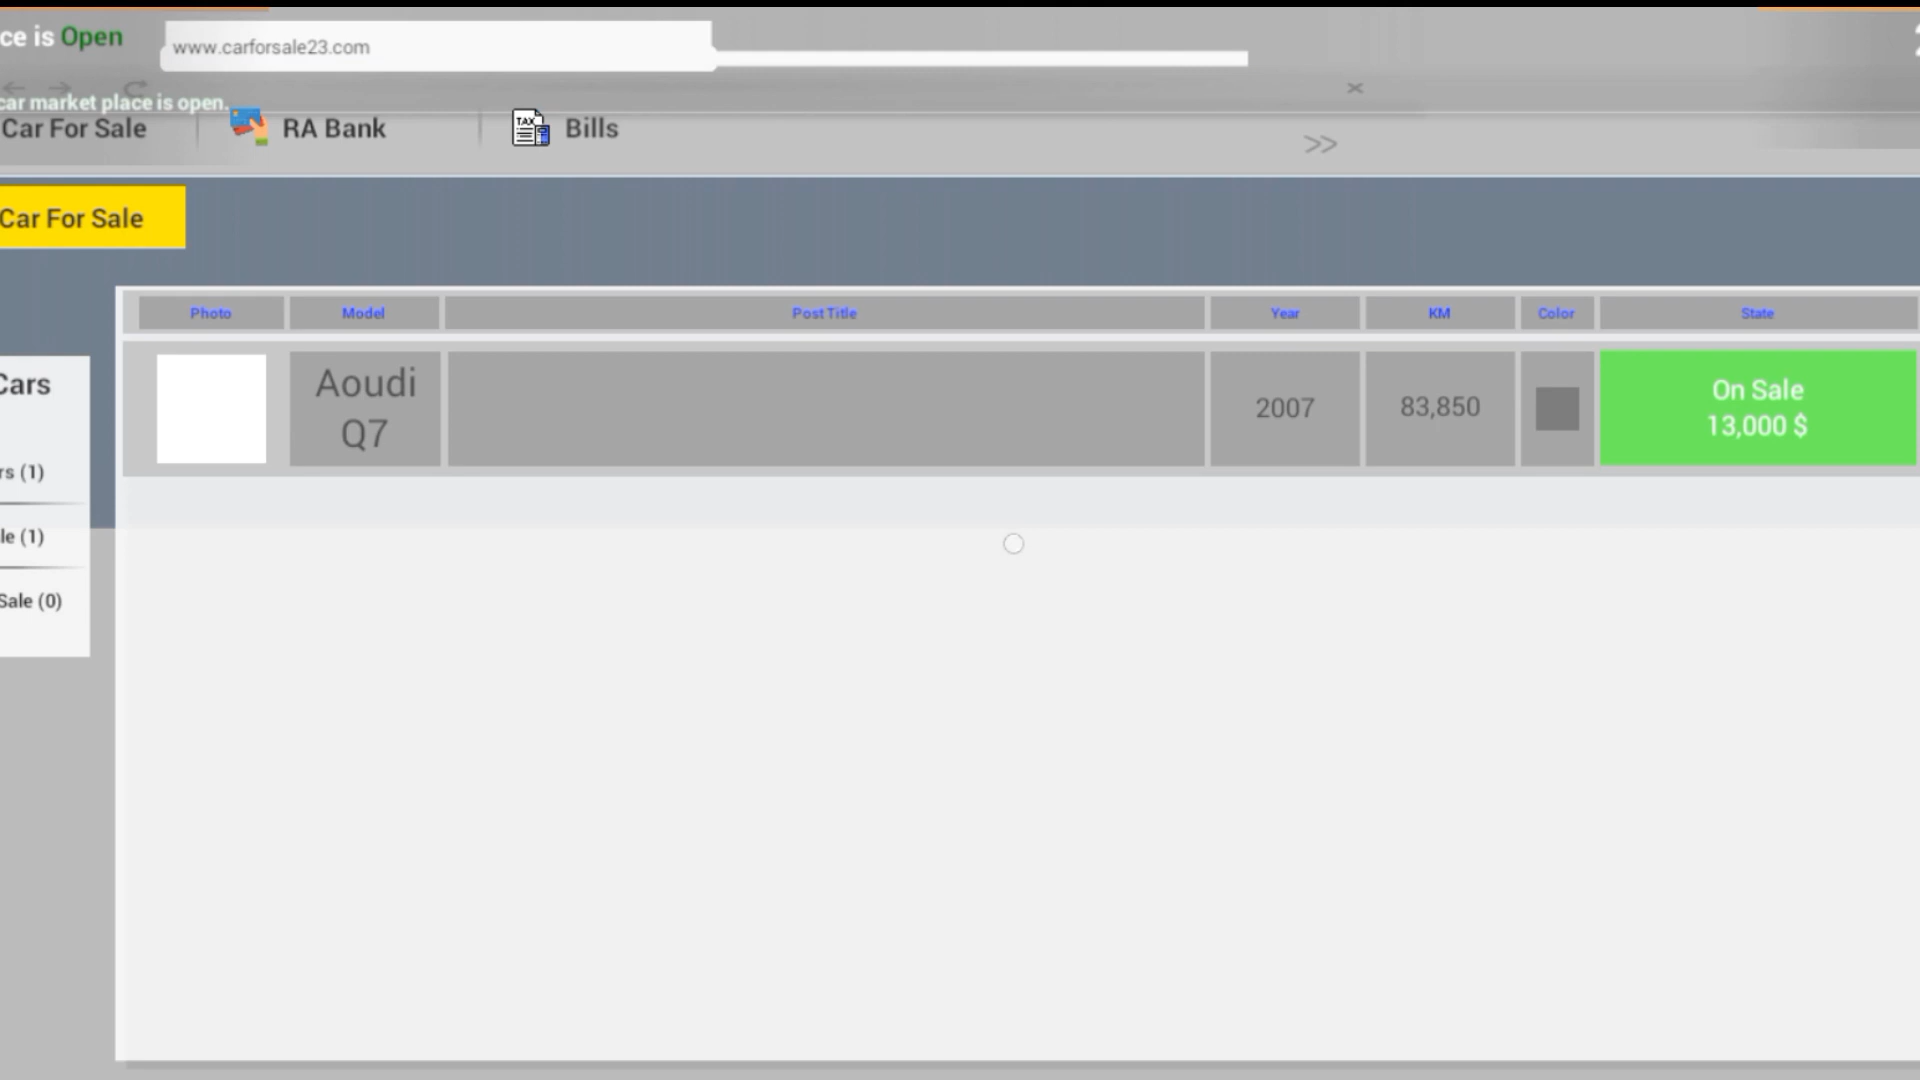 ce is Open
www.carforsale23.com
car market place is open.
Car For Sale
RA Bank
Bills
>>
Car For Sale
Photo
Model
Post Title
Year
KM
Color
State
Cars
rs (1)
le (1)
Sale (0)
Aoudi
Q7
2007
83,850
On Sale
13,000 $
TAX